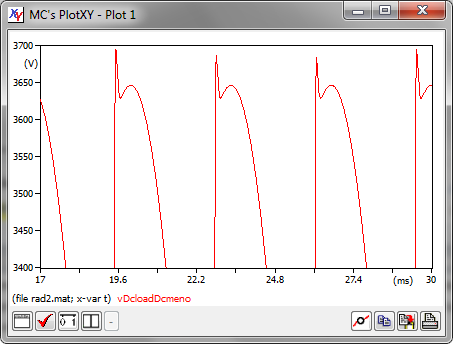 MC's PlotXY - Plot 1
3700
(V)
3650
3600
3550
3500
3450
3400
17 19.6 22.2 24.8 27.4 (ms) 30
(file rad2.mat; x-var t) vDcloadDcmeno